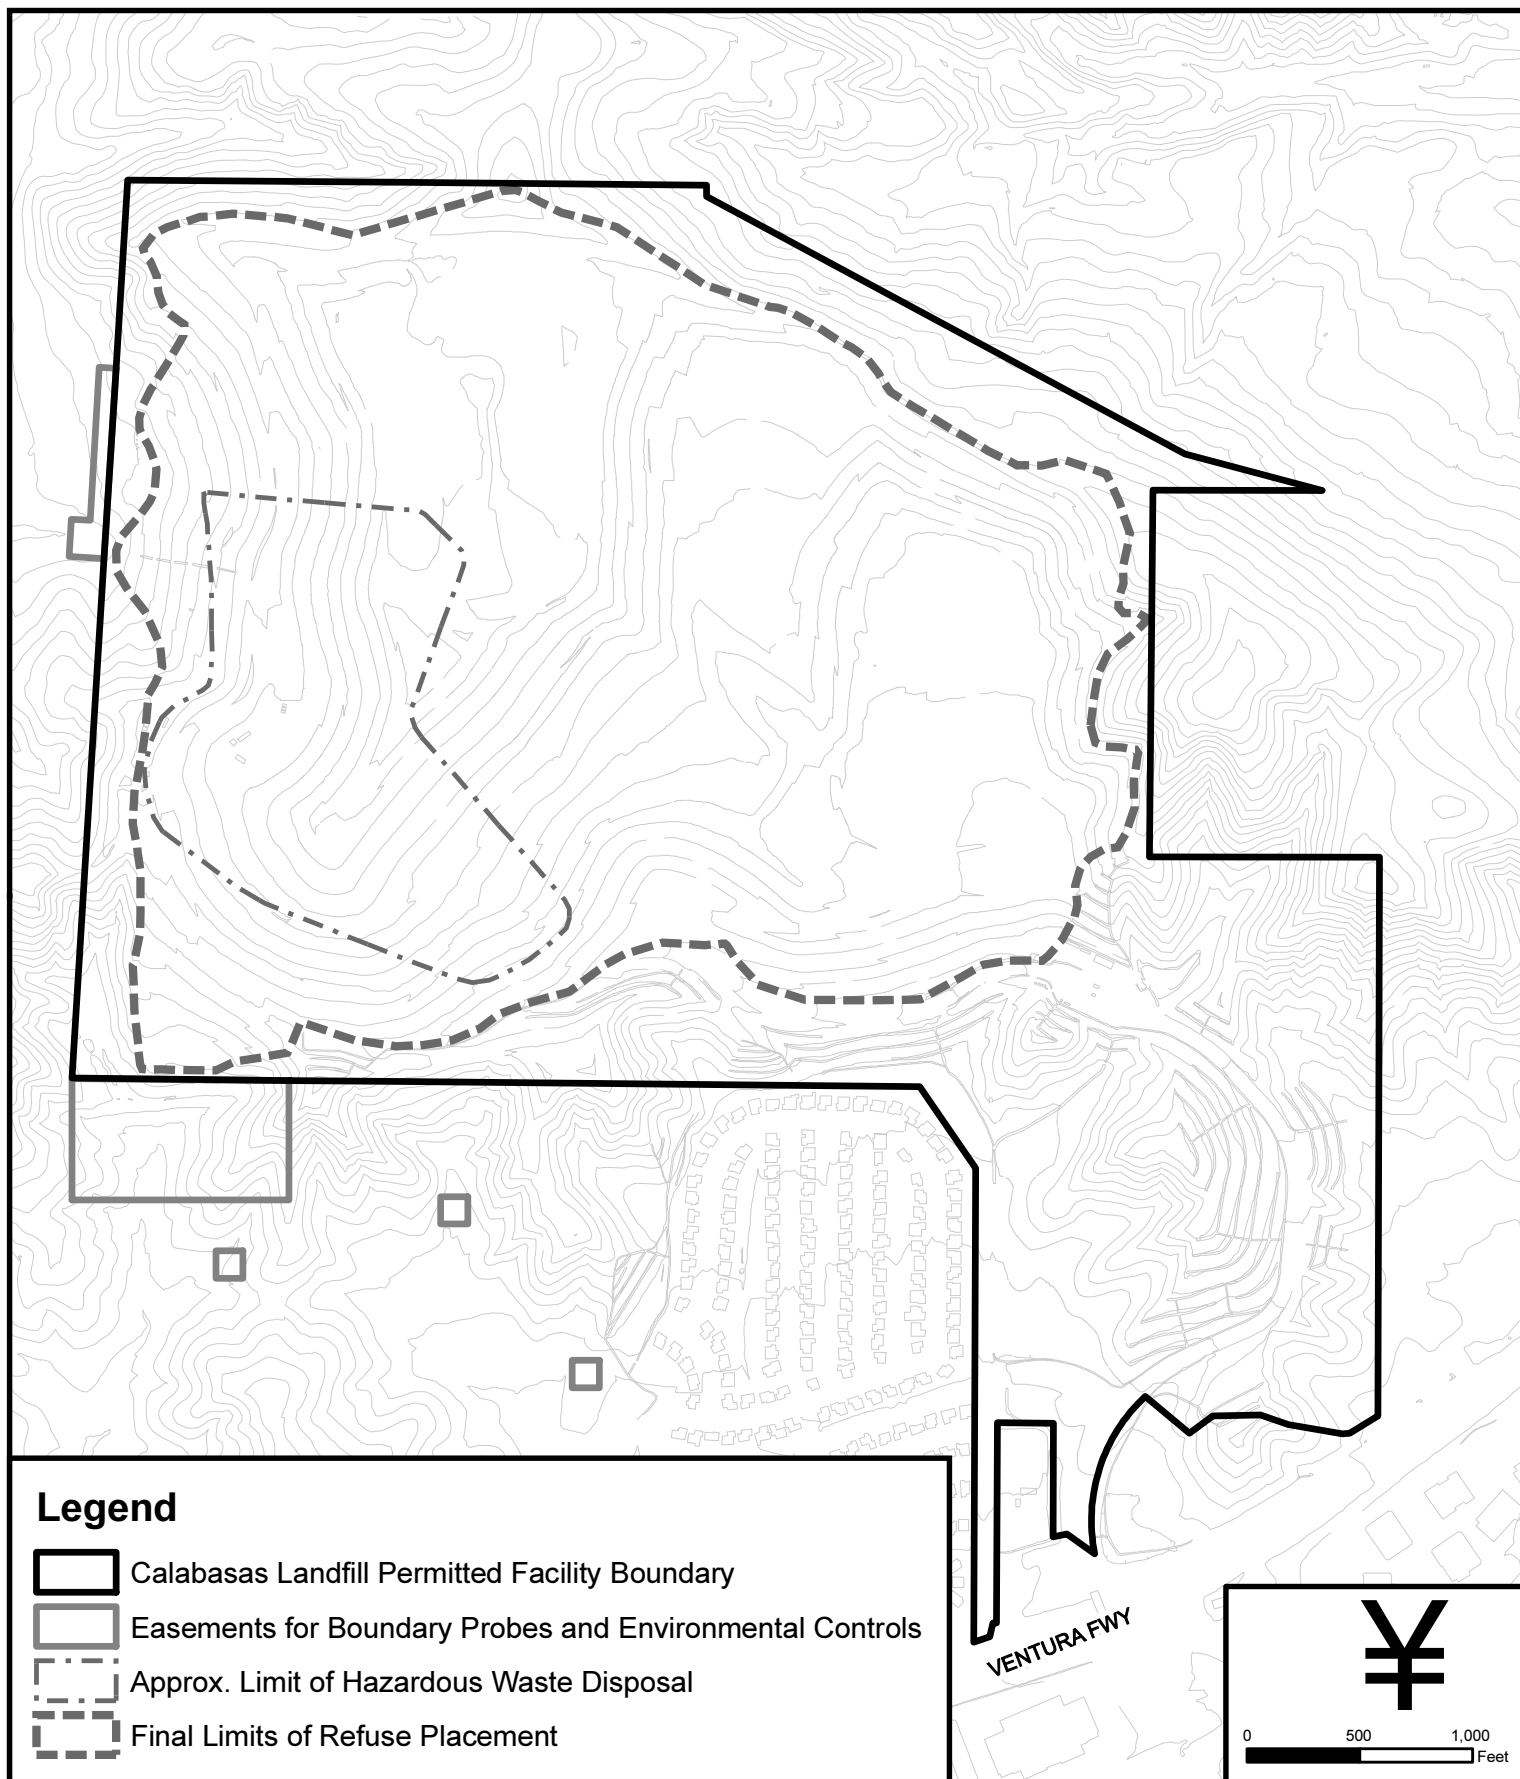 VENTURA FWY
Legend
Calabasas Landfill Permitted Facility Boundary
Easements for Boundary Probes and Environmental Controls
Approx. Limit of Hazardous Waste Disposal
Final Limits of Refuse Placement
¥
0 500 1,000
Feet